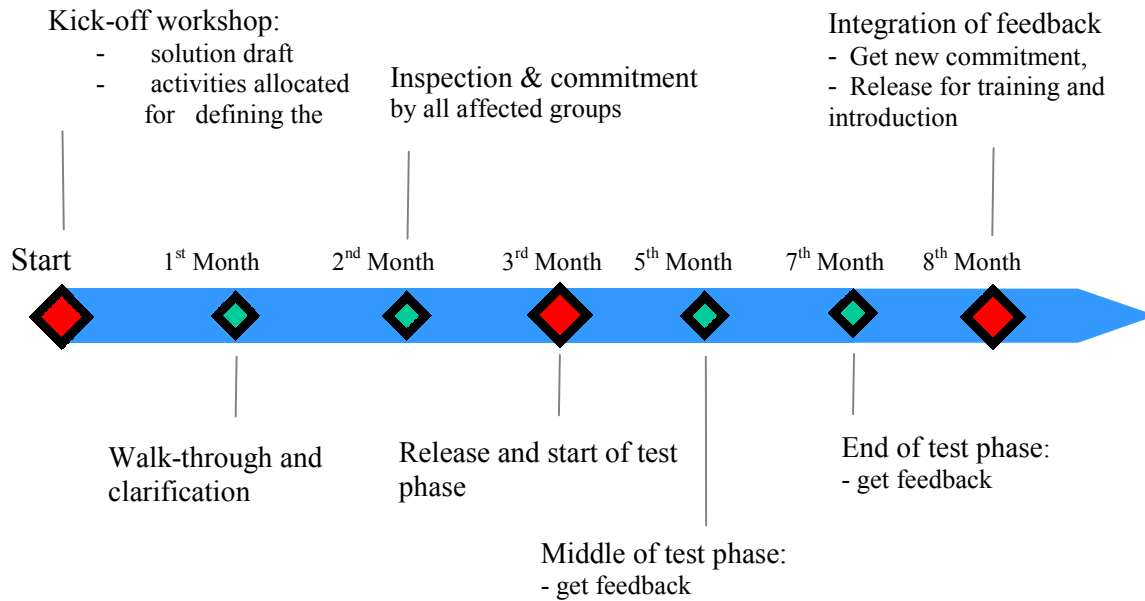 Kick-off workshop:
- solution draft
- activities allocated
for defining the
Inspection & commitment
by all affected groups
Integration of feedback
- Get new commitment,
- Release for training and
introduction
Start
1st Month
2nd Month
3rd Month
5th Month
7th Month
8th Month
Walk-through and
clarification
Release and start of test
phase
Middle of test phase:
- get feedback
End of test phase:
- get feedback